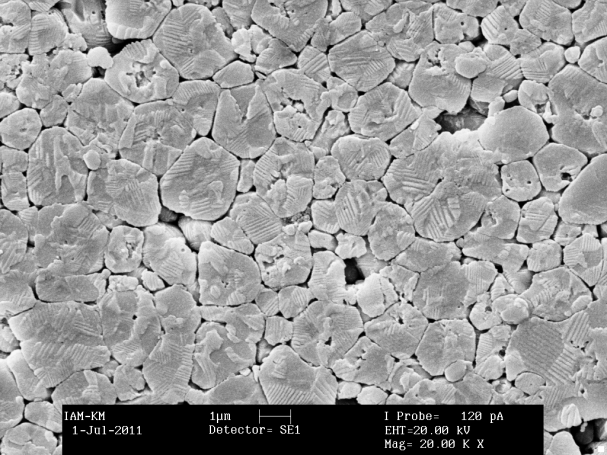 IAM-KM 1µm I Probe= 120 pA
1-Jul-2011 Detector= SE1 EHT=20.00 kV
Mag= 20.00 K X